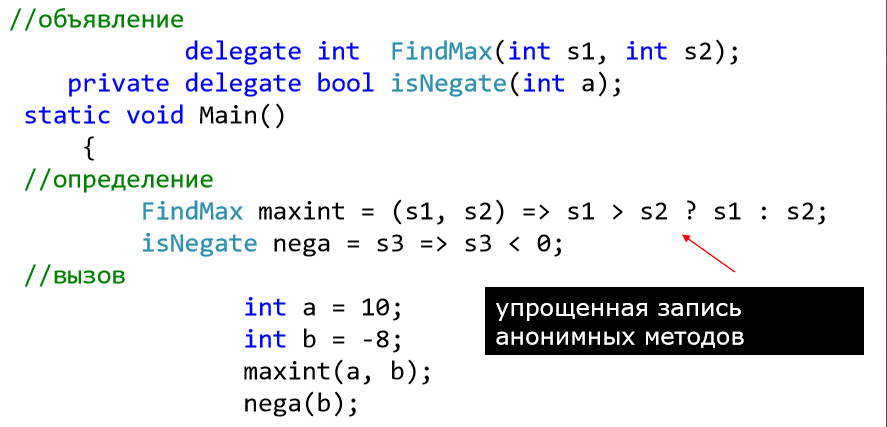 //объявление
delegate int FindMax(int s1, int s2);
private delegate bool isNegate(int a);
static void Main()
{
//определение
FindMax maxint = (s1, s2) => s1 > s2 ? s1 : s2;
isNegate nega = s3 => s3 < 0;
//вызов
int a = 10;
int b = -8;
maxint(a, b);
nega(b);
упрощенная запись
анонимных методов